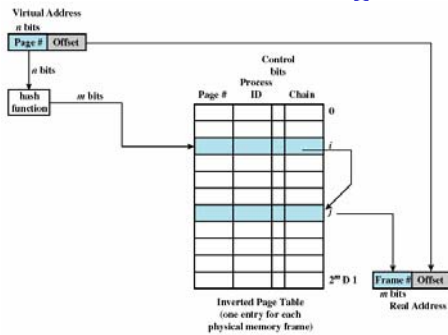 Virtual Address
n bits
Page # Offset
n bits
hash
function
m bits
Control
bits
Process
Page # ID Chain
0
i
j
2ᵐ D 1
Inverted Page Table
(one entry for each
physical memory frame)
Frame # Offset
m bits
Real Address